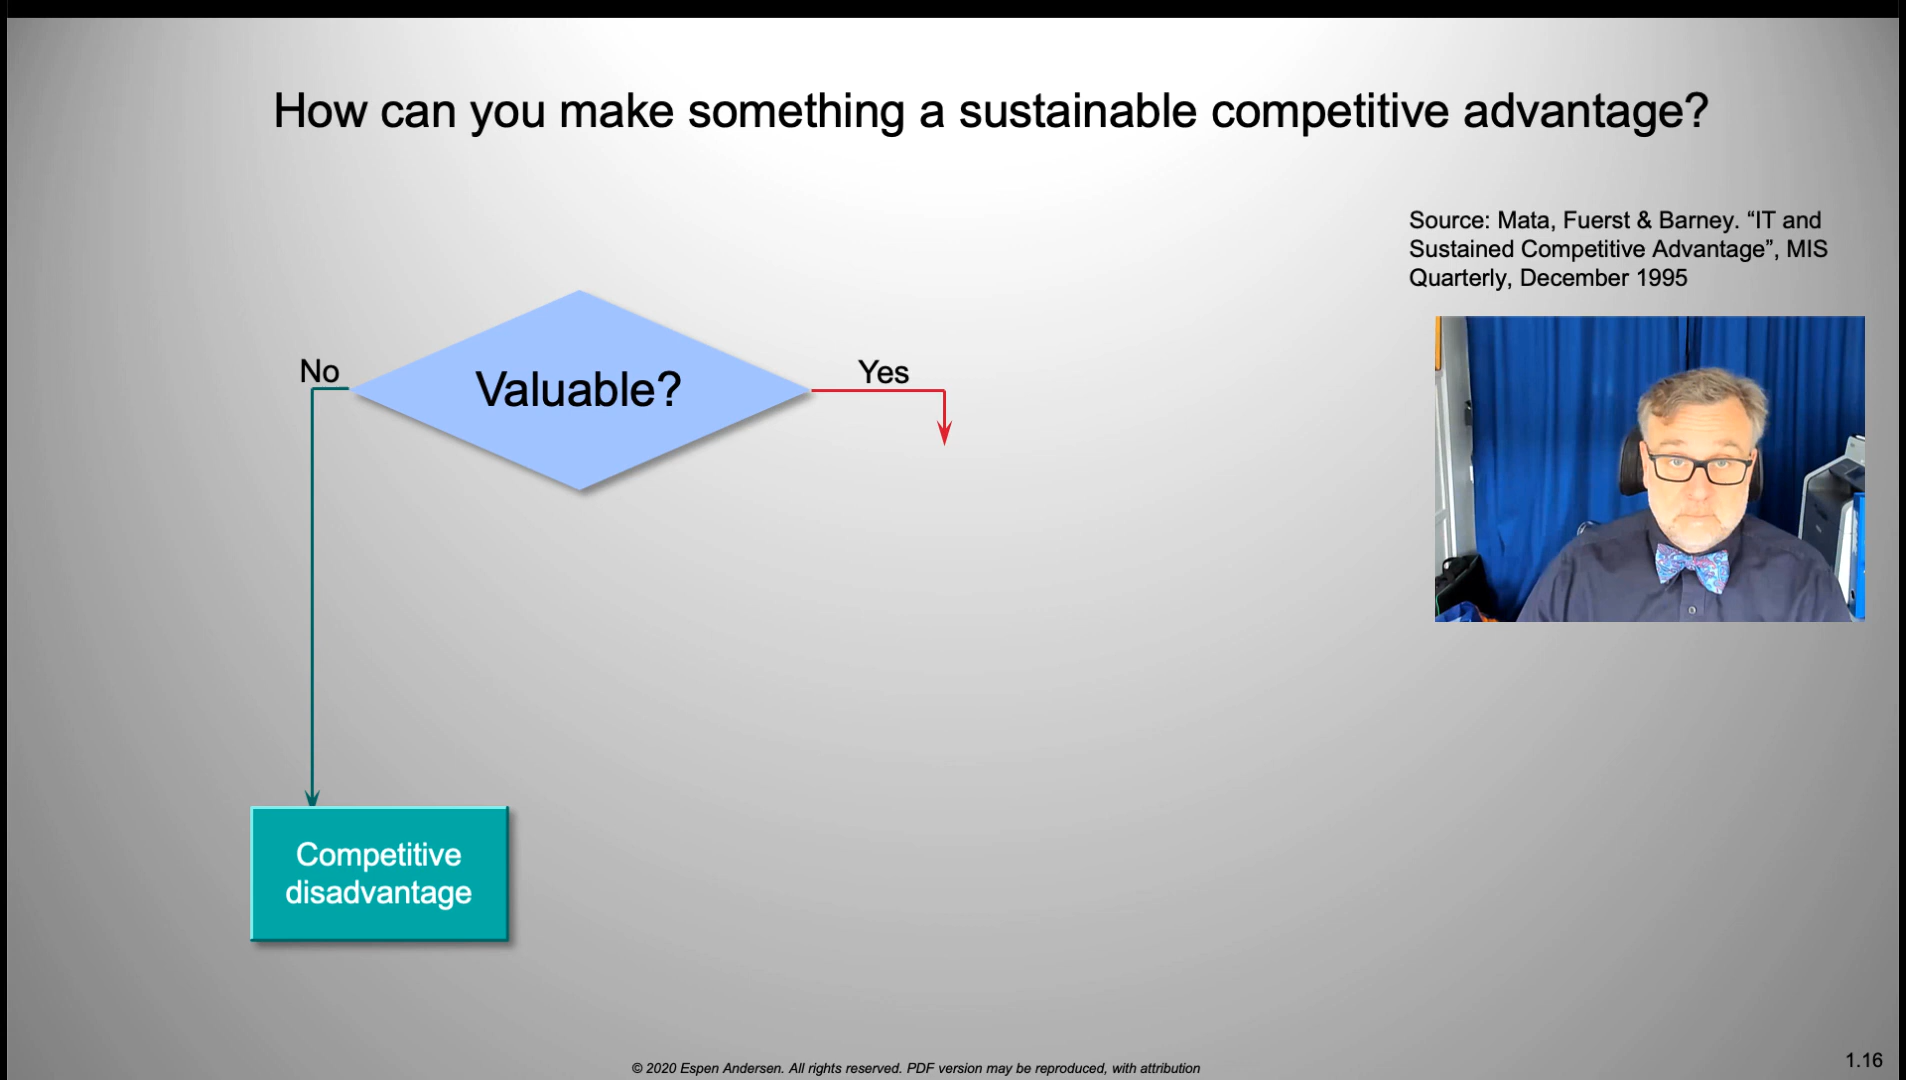 How can you make something a sustainable competitive advantage?
Source: Mata, Fuerst & Barney. “IT and
Sustained Competitive Advantage”, MIS
Quarterly, December 1995
No
Valuable?
Yes
Competitive
disadvantage
© 2020 Espen Andersen. All rights reserved. PDF version may be reproduced, with attribution
1.16